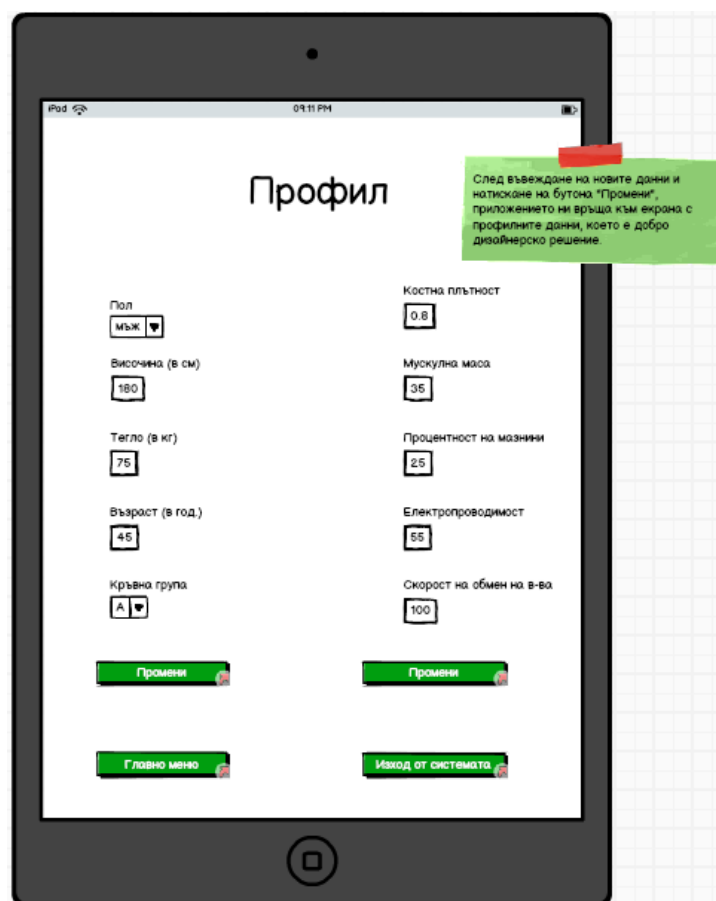 iPad
09:11 PM
Профил
След въвеждане на новите данни и
натискане на бутона "Промени",
приложението ни връща към екрана с
профилните данни, което е добро
дизайнерско решение.
Пол
мъж
Височина (в см)
180
Тегло (в кг)
75
Възраст (в год.)
45
Кръвна група
A
Промени
Главно меню
Костна плътност
0.8
Мускулна маса
35
Процентност на мазнини
25
Електропроводимост
55
Скорост на обмен на в-ва
100
Промени
Изход от системата